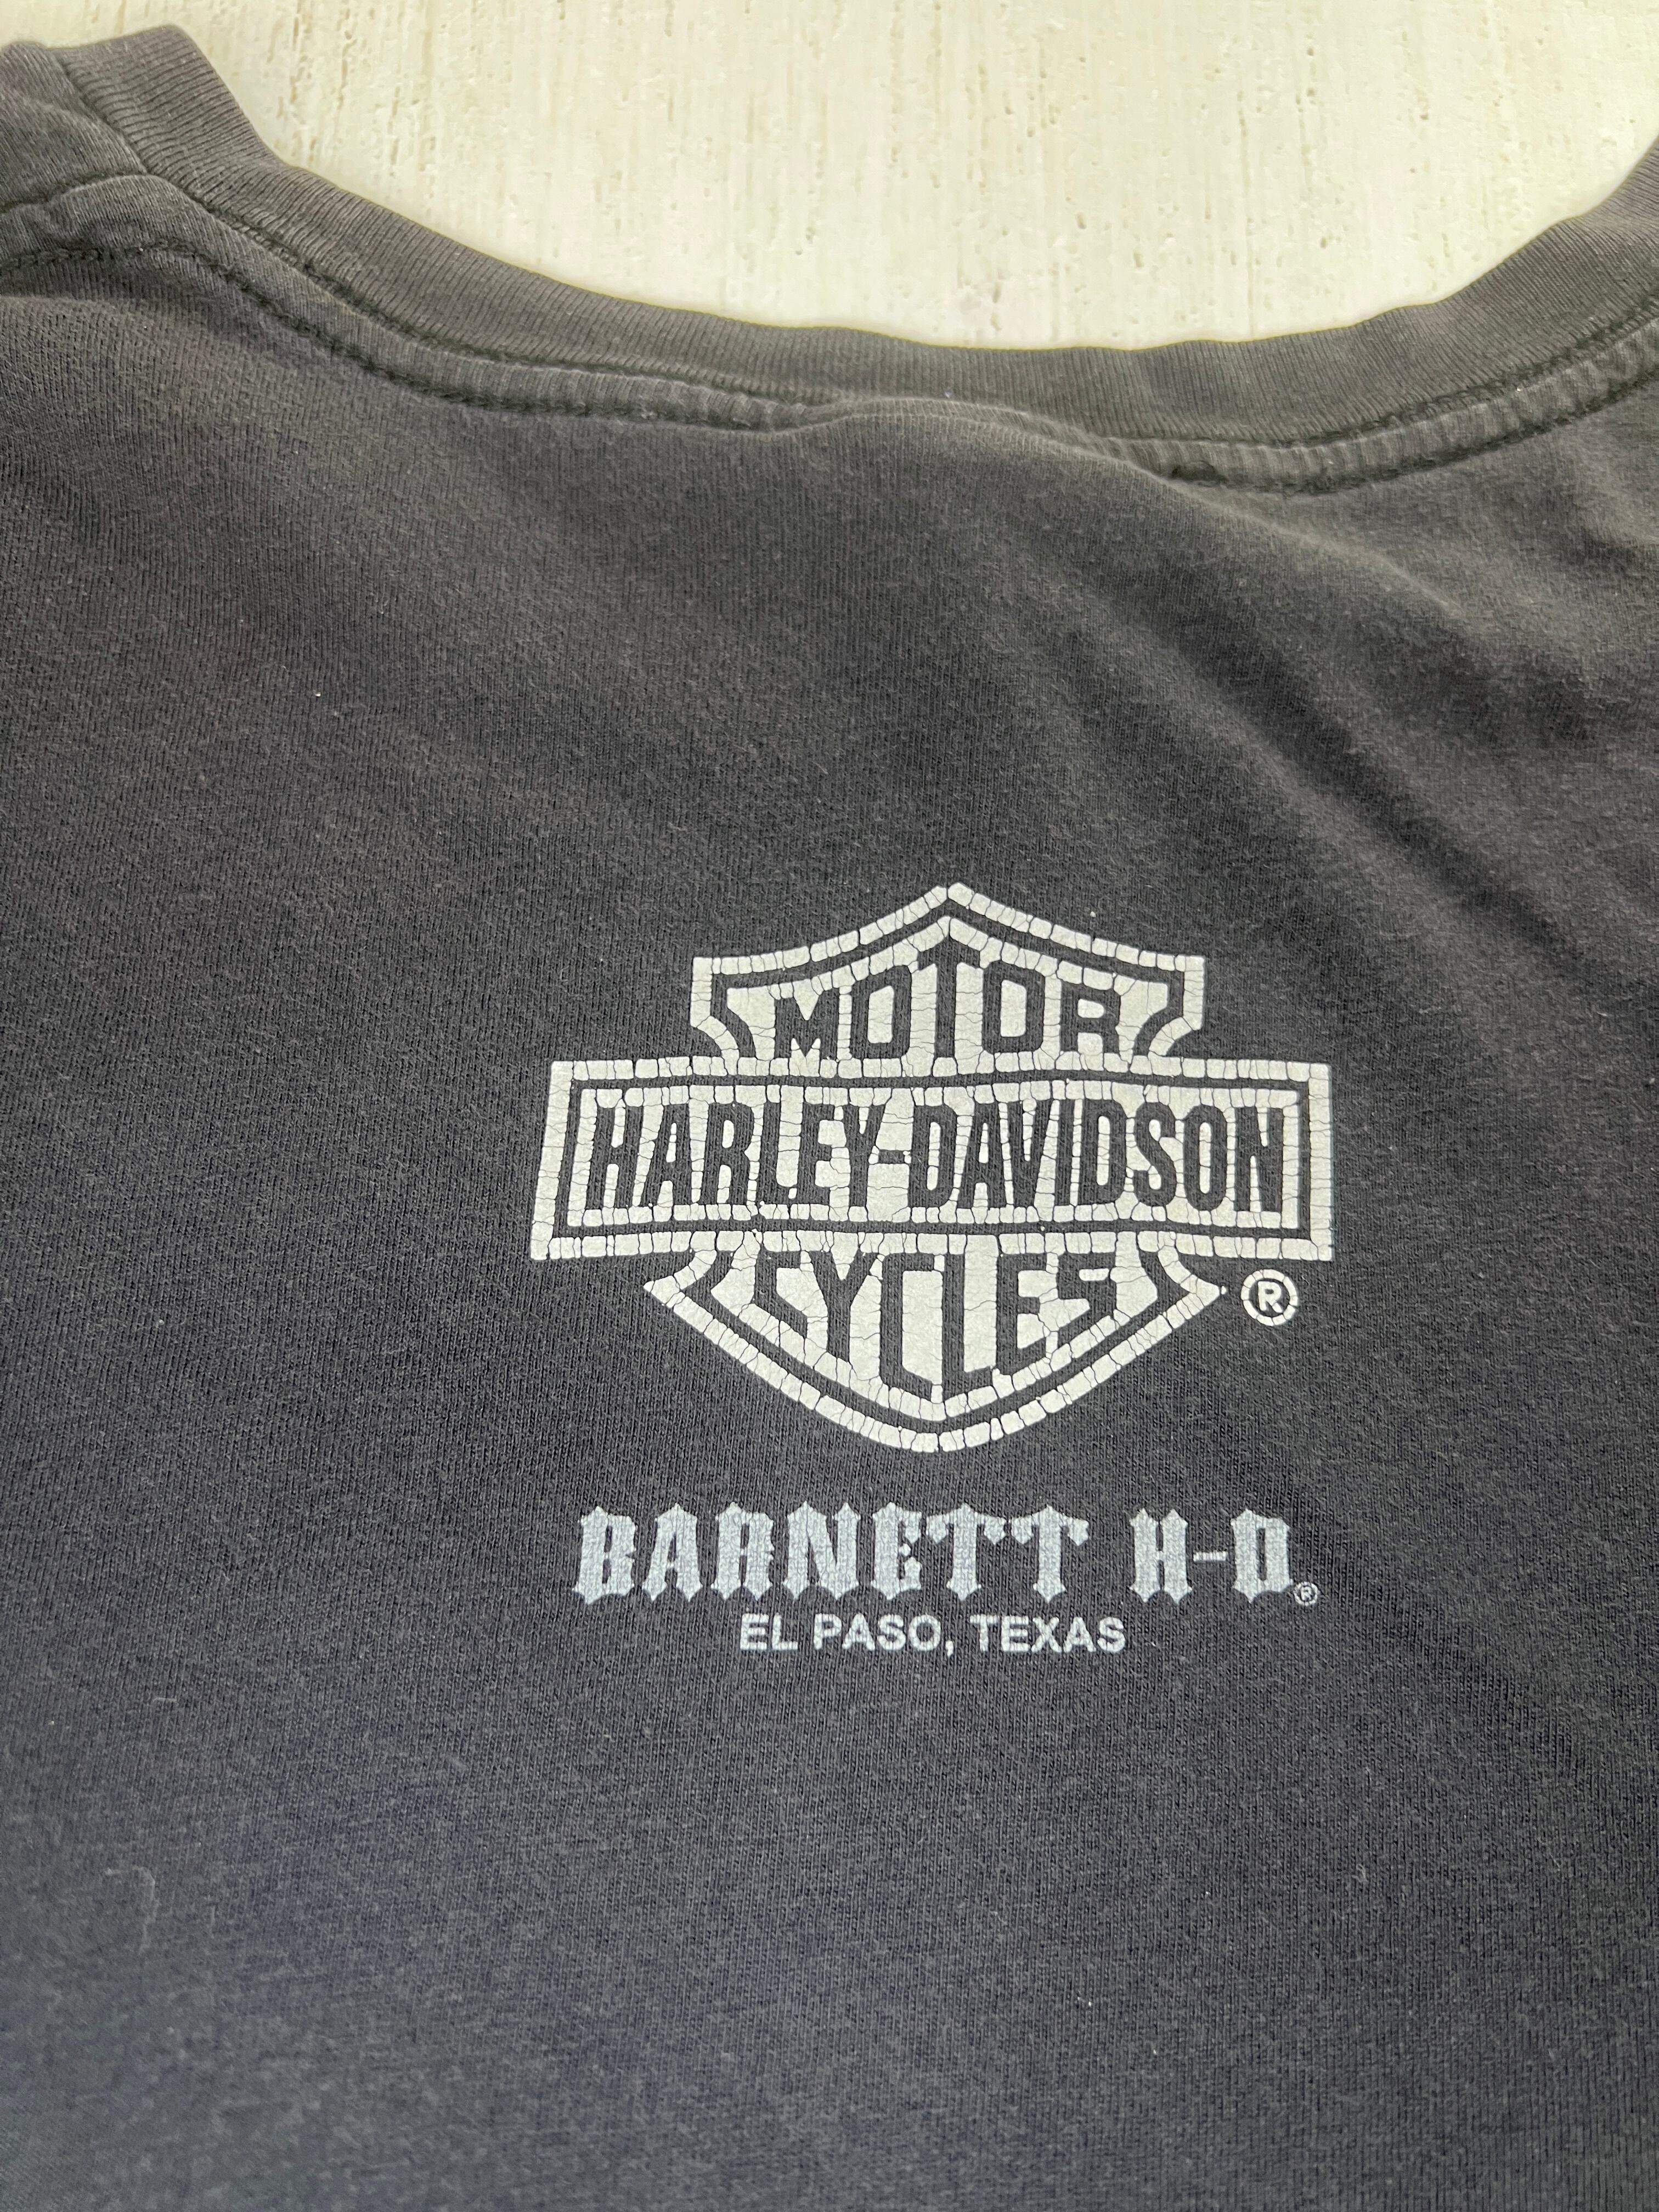 MOTOR
HARLEY-DAVIDSON
CYCLES ®
BARNETT H-D®
EL PASO, TEXAS